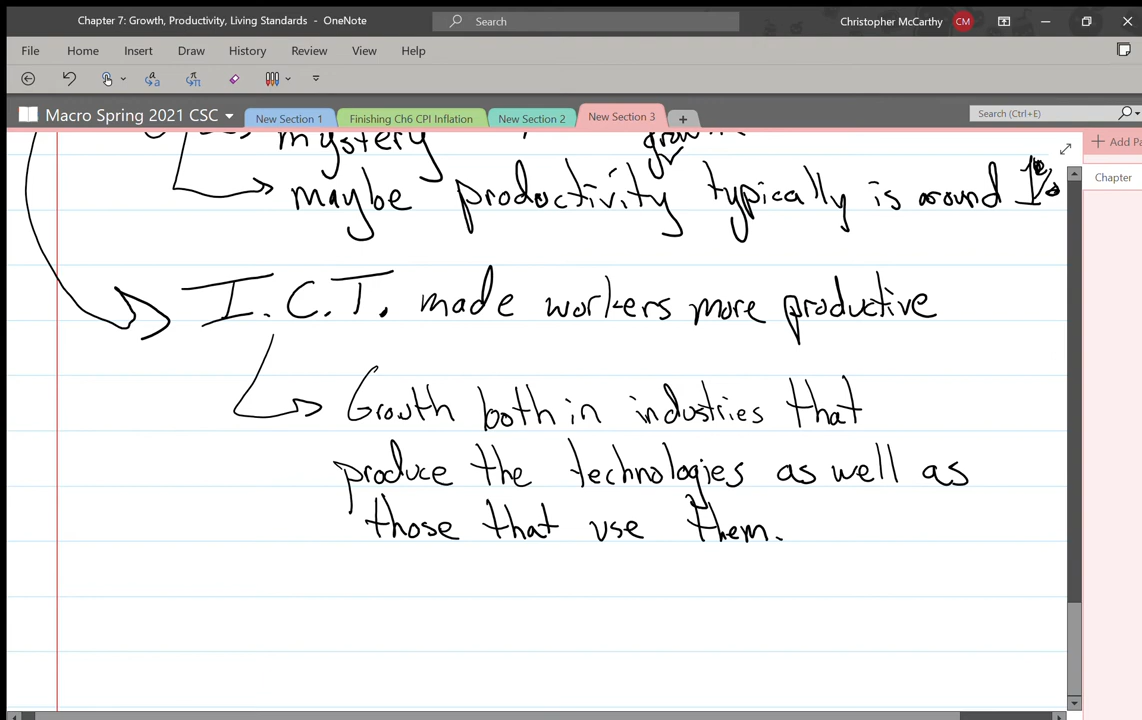 Chapter 7: Growth, Productivity, Living Standards - OneNote
Search
Christopher McCarthy CM
File Home Insert Draw History Review View Help
Macro Spring 2021 CSC
New Section 1 Finishing Ch6 CPI Inflation New Section 2 New Section 3
Search (Ctrl+E)
Add Pa
Chapter
mystery
growth
maybe productivity typically is around 1%
I.C.T. made workers more productive
Growth both in industries that
produce the technologies as well as
those that use them.